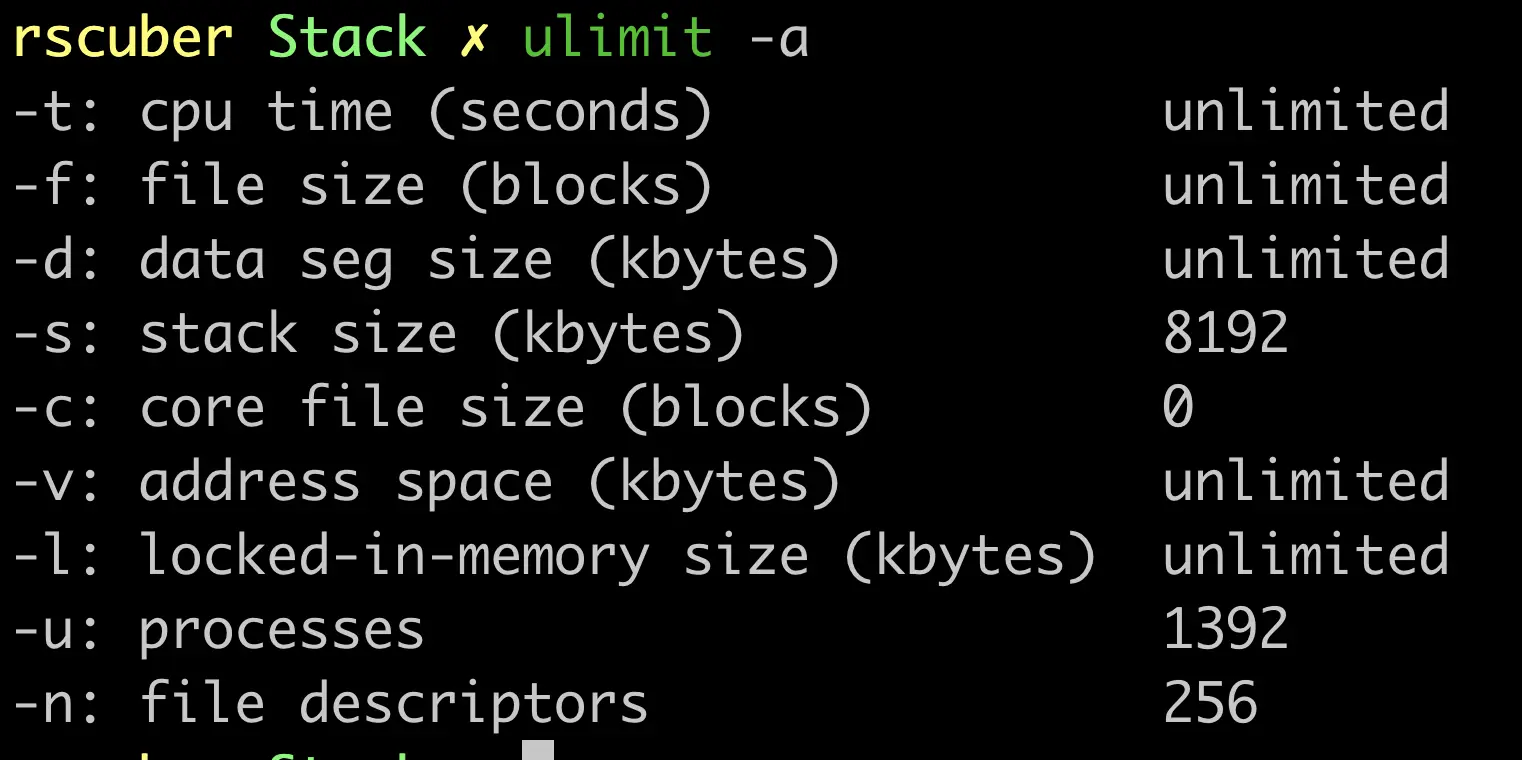 rscuber Stack ✗ ulimit -a
-t: cpu time (seconds) unlimited
-f: file size (blocks) unlimited
-d: data seg size (kbytes) unlimited
-s: stack size (kbytes) 8192
-c: core file size (blocks) 0
-v: address space (kbytes) unlimited
-l: locked-in-memory size (kbytes) unlimited
-u: processes 1392
-n: file descriptors 256